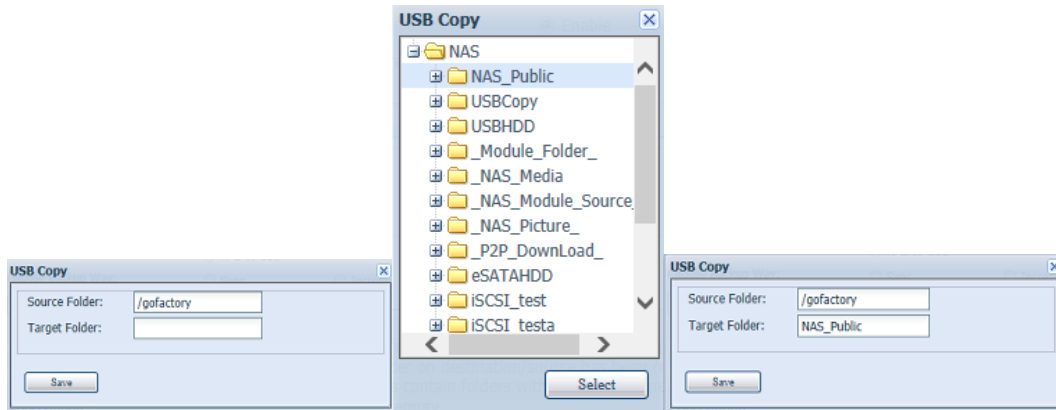 USB Copy
Source Folder: /gofactory
Target Folder:
Save
USB Copy
NAS
NAS_Public
USBCopy
USBHDD
_Module_Folder_
_NAS_Media
_NAS_Module_Source_
_NAS_Picture_
_P2P_DownLoad_
eSATAHDD
iSCSI_test
iSCSI_testa
Select
USB Copy
Source Folder: /gofactory
Target Folder: NAS_Public
Save